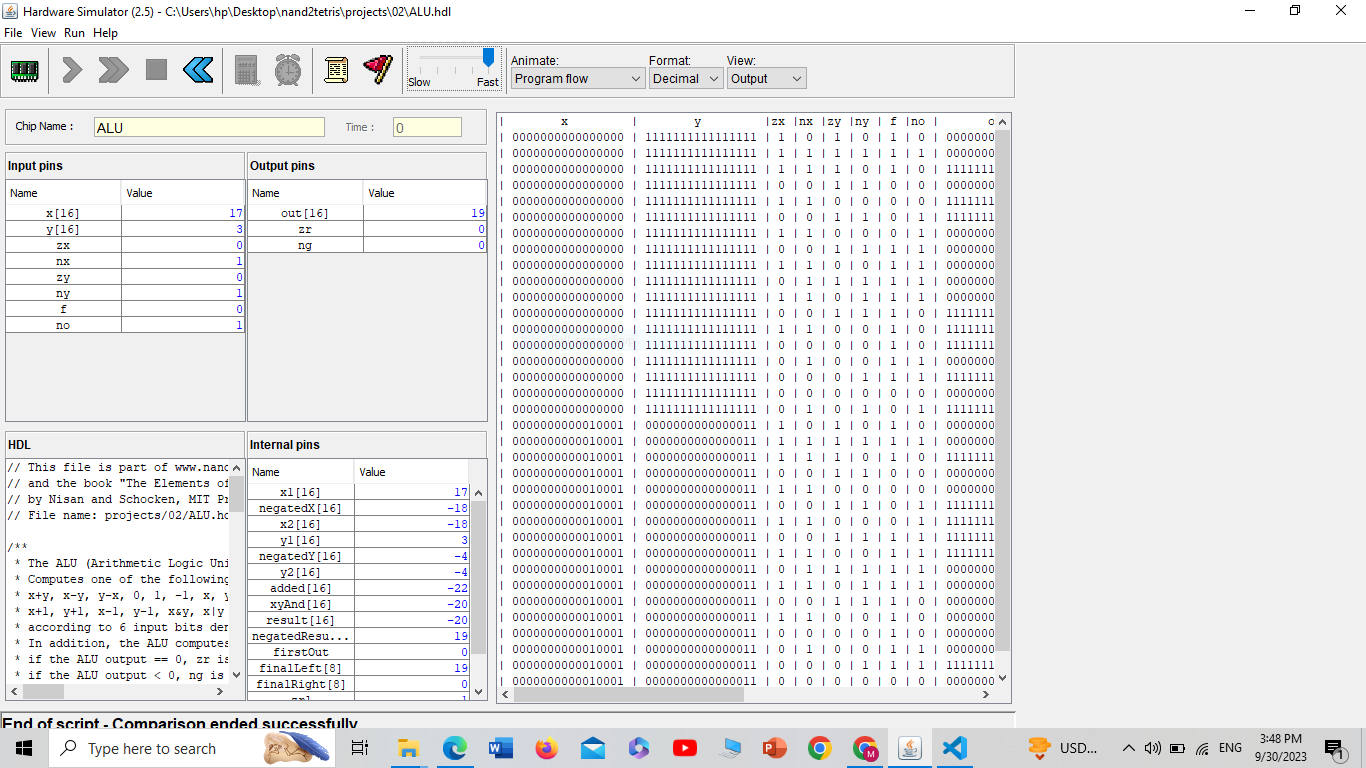 Hardware Simulator (2.5) - C:\Users\hp\Desktop\nand2tetris\projects\02\ALU.hdl
File View Run Help
Slow Fast
Animate: Format: View:
Program flow Decimal Output
Chip Name : ALU Time : 0
Input pins
Name Value
x[16] 17
y[16] 3
zx 0
nx 1
zy 0
ny 1
f 0
no 1
Output pins
Name Value
out[16] 19
zr 0
ng 0
HDL
// This file is part of www.nand
// and the book "The Elements of
// by Nisan and Schocken, MIT Pr
// File name: projects/02/ALU.hd
/**
* The ALU (Arithmetic Logic Uni
* Computes one of the following
* x+y, x-y, y-x, 0, 1, -1, x, y
* x+1, y+1, x-1, y-1, x&y, x|y
* according to 6 input bits den
* In addition, the ALU computes
* if the ALU output == 0, zr is
* if the ALU output < 0, ng is
Internal pins
Name Value
x1[16] 17
negatedX[16] -18
x2[16] -18
y1[16] 3
negatedY[16] -4
y2[16] -4
added[16] -22
xyAnd[16] -20
result[16] -20
negatedResu... 19
firstOut 0
finalLeft[8] 19
finalRight[8] 0
| x | y |zx |nx |zy |ny | f |no | o
| 0000000000000000 | 1111111111111111 | 1 | 0 | 1 | 0 | 1 | 0 | 0000000
| 0000000000000000 | 1111111111111111 | 1 | 1 | 1 | 1 | 1 | 1 | 0000000
| 0000000000000000 | 1111111111111111 | 1 | 1 | 1 | 0 | 1 | 0 | 1111111
| 0000000000000000 | 1111111111111111 | 0 | 0 | 1 | 1 | 0 | 0 | 0000000
| 0000000000000000 | 1111111111111111 | 1 | 1 | 0 | 0 | 0 | 0 | 1111111
| 0000000000000000 | 1111111111111111 | 0 | 0 | 1 | 1 | 0 | 1 | 1111111
| 0000000000000000 | 1111111111111111 | 1 | 1 | 0 | 0 | 0 | 1 | 0000000
| 0000000000000000 | 1111111111111111 | 0 | 0 | 1 | 1 | 1 | 1 | 0000000
| 0000000000000000 | 1111111111111111 | 1 | 1 | 0 | 0 | 1 | 1 | 0000000
| 0000000000000000 | 1111111111111111 | 0 | 1 | 1 | 1 | 1 | 1 | 0000000
| 0000000000000000 | 1111111111111111 | 1 | 1 | 0 | 1 | 1 | 1 | 0000000
| 0000000000000000 | 1111111111111111 | 0 | 0 | 1 | 1 | 1 | 0 | 1111111
| 0000000000000000 | 1111111111111111 | 1 | 1 | 0 | 0 | 1 | 0 | 1111111
| 0000000000000000 | 1111111111111111 | 0 | 0 | 0 | 0 | 1 | 0 | 1111111
| 0000000000000000 | 1111111111111111 | 0 | 1 | 0 | 0 | 1 | 1 | 0000000
| 0000000000000000 | 1111111111111111 | 0 | 0 | 0 | 1 | 1 | 1 | 1111111
| 0000000000000000 | 1111111111111111 | 0 | 0 | 0 | 0 | 0 | 0 | 0000000
| 0000000000000000 | 1111111111111111 | 0 | 1 | 0 | 1 | 0 | 1 | 1111111
| 0000000000010001 | 0000000000000011 | 1 | 0 | 1 | 0 | 1 | 0 | 0000000
| 0000000000010001 | 0000000000000011 | 1 | 1 | 1 | 1 | 1 | 1 | 0000000
| 0000000000010001 | 0000000000000011 | 1 | 1 | 1 | 0 | 1 | 0 | 1111111
| 0000000000010001 | 0000000000000011 | 0 | 0 | 1 | 1 | 0 | 0 | 0000000
| 0000000000010001 | 0000000000000011 | 1 | 1 | 0 | 0 | 0 | 0 | 0000000
| 0000000000010001 | 0000000000000011 | 0 | 0 | 1 | 1 | 0 | 1 | 1111111
| 0000000000010001 | 0000000000000011 | 1 | 1 | 0 | 0 | 0 | 1 | 1111111
| 0000000000010001 | 0000000000000011 | 0 | 0 | 1 | 1 | 1 | 1 | 1111111
| 0000000000010001 | 0000000000000011 | 1 | 1 | 0 | 0 | 1 | 1 | 1111111
| 0000000000010001 | 0000000000000011 | 0 | 1 | 1 | 1 | 1 | 1 | 0000000
| 0000000000010001 | 0000000000000011 | 1 | 1 | 0 | 1 | 1 | 1 | 0000000
| 0000000000010001 | 0000000000000011 | 0 | 0 | 1 | 1 | 1 | 0 | 0000000
| 0000000000010001 | 0000000000000011 | 1 | 1 | 0 | 0 | 1 | 0 | 0000000
| 0000000000010001 | 0000000000000011 | 0 | 0 | 0 | 0 | 1 | 0 | 0000000
| 0000000000010001 | 0000000000000011 | 0 | 1 | 0 | 0 | 1 | 1 | 0000000
| 0000000000010001 | 0000000000000011 | 0 | 0 | 0 | 1 | 1 | 1 | 1111111
| 0000000000010001 | 0000000000000011 | 0 | 0 | 0 | 0 | 0 | 0 | 0000000
End of script - Comparison ended successfully
Type here to search
USD...
ENG
3:48 PM
9/30/2023
1